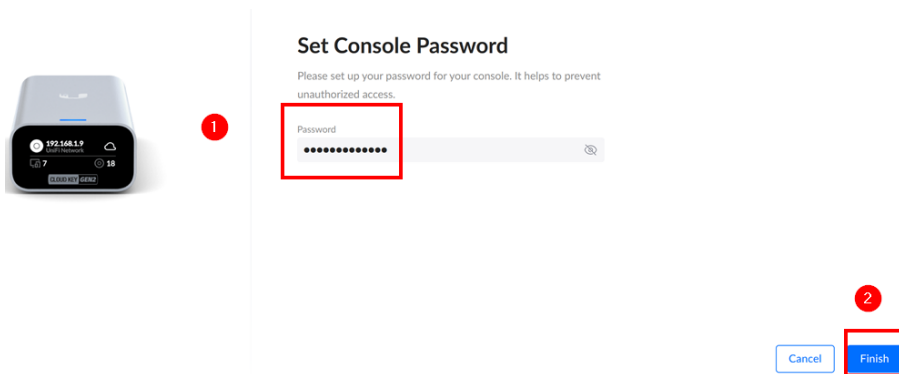 Set Console Password
Please set up your password for your console. It helps to prevent
unauthorized access.
1
Password
•••••••••••••
192.168.1.9
UniFi Network
7
18
CLOUD KEY GEN2
2
Cancel
Finish